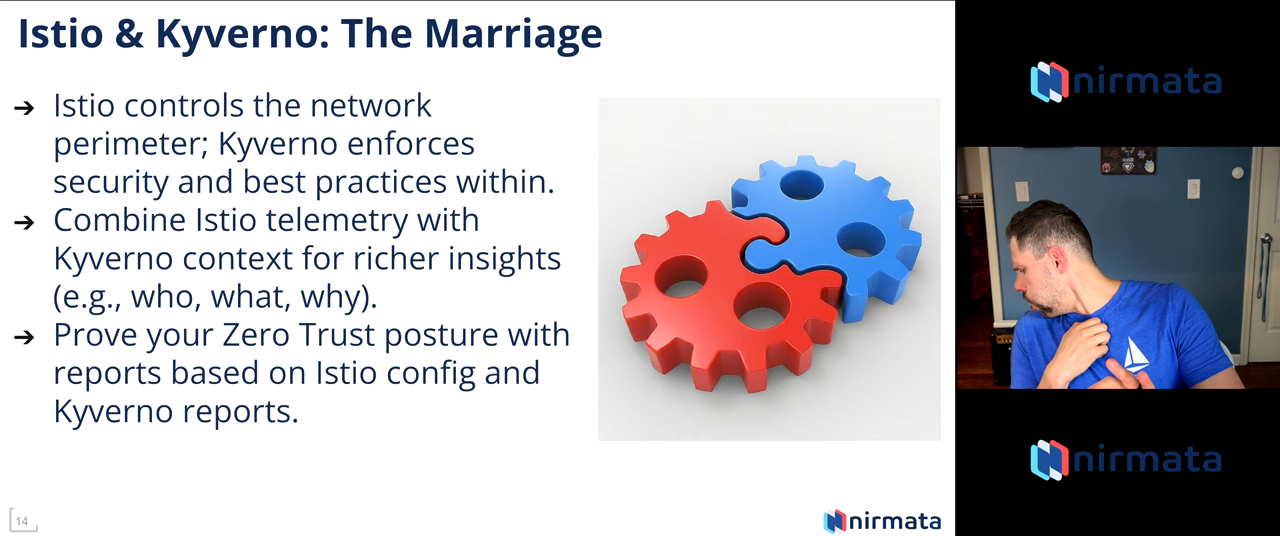 Istio & Kyverno: The Marriage
➔ Istio controls the network
perimeter; Kyverno enforces
security and best practices within.
➔ Combine Istio telemetry with
Kyverno context for richer insights
(e.g., who, what, why).
➔ Prove your Zero Trust posture with
reports based on Istio config and
Kyverno reports.
14
nirmata
nirmata
nirmata